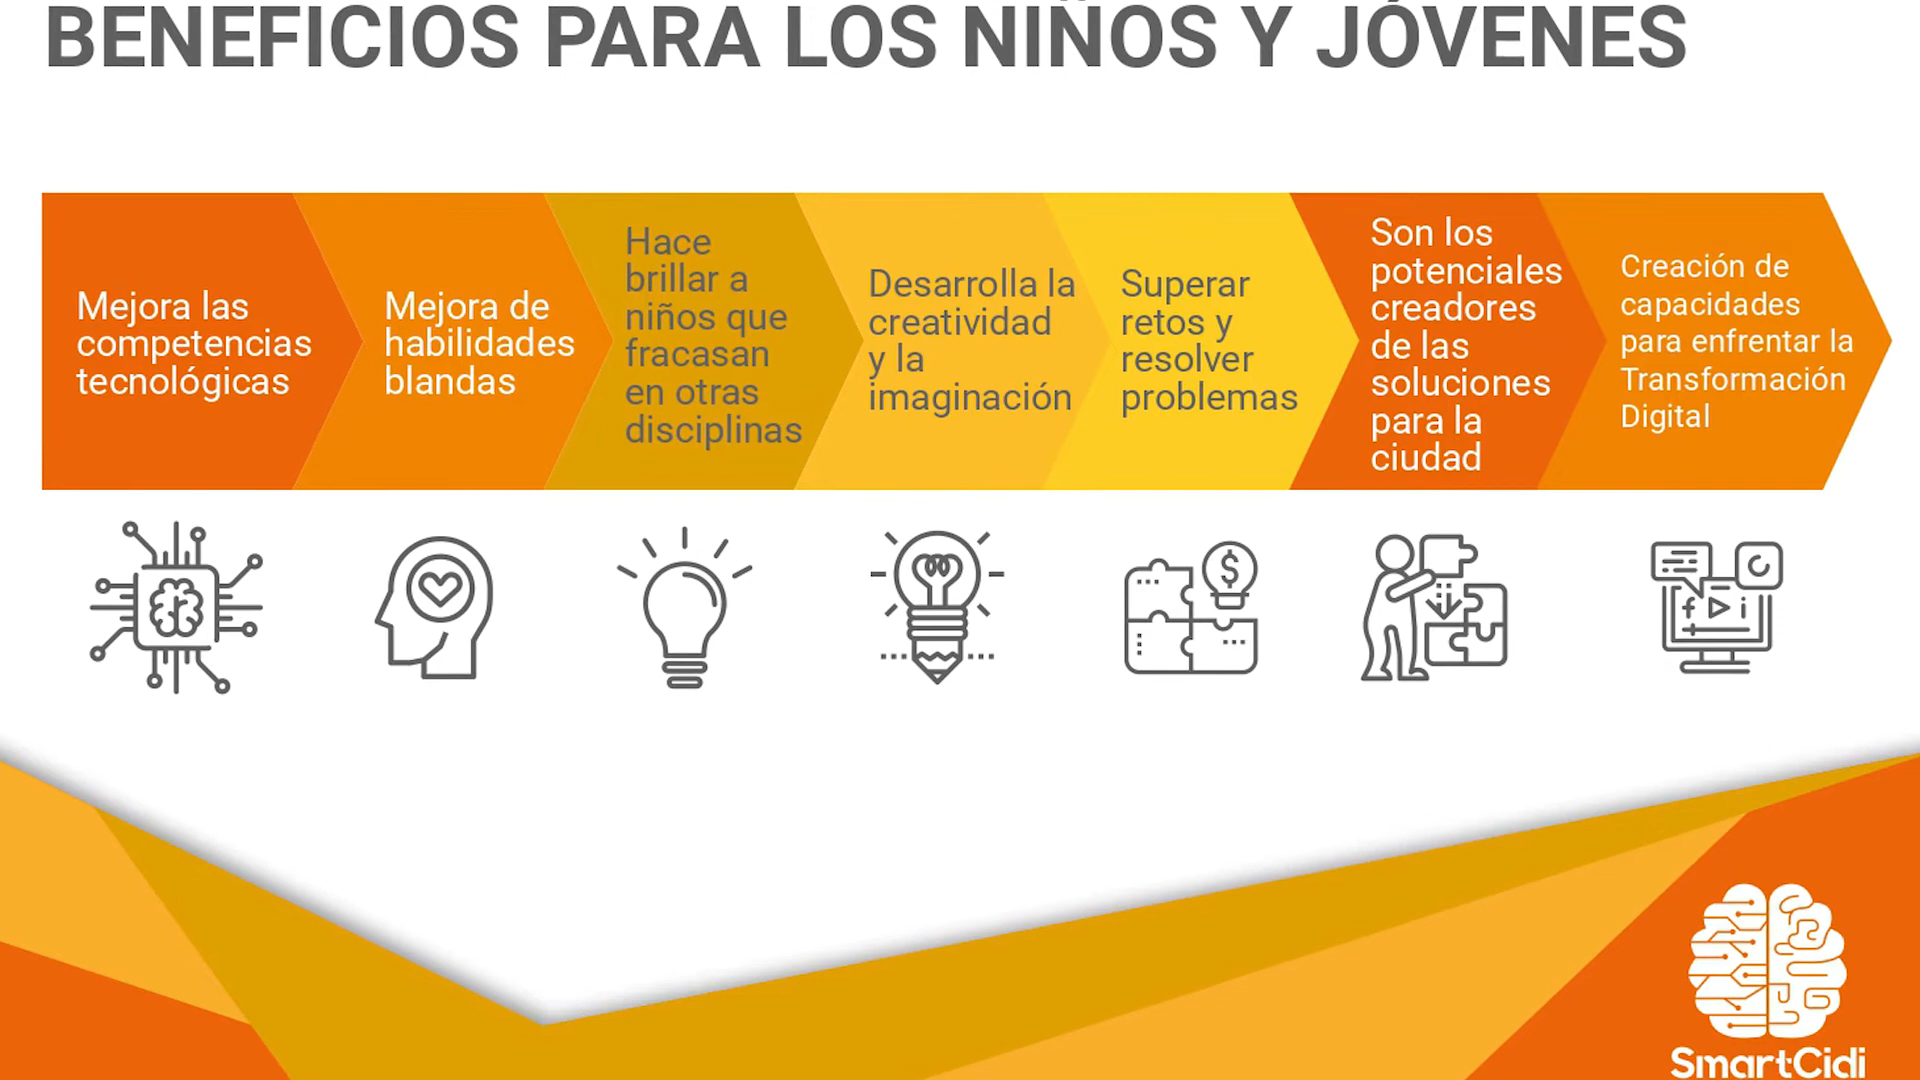 BENEFICIOS PARA LOS NIÑOS Y JÓVENES
Mejora las
competencias
tecnológicas
Mejora de
habilidades
blandas
Hace
brillar a
niños que
fracasan
en otras
disciplinas
Desarrolla la
creatividad
y la
imaginación
Superar
retos y
resolver
problemas
Son los
potenciales
creadores
de las
soluciones
para la
ciudad
Creación de
capacidades
para enfrentar la
Transformación
Digital
$
f i
SmartCidi